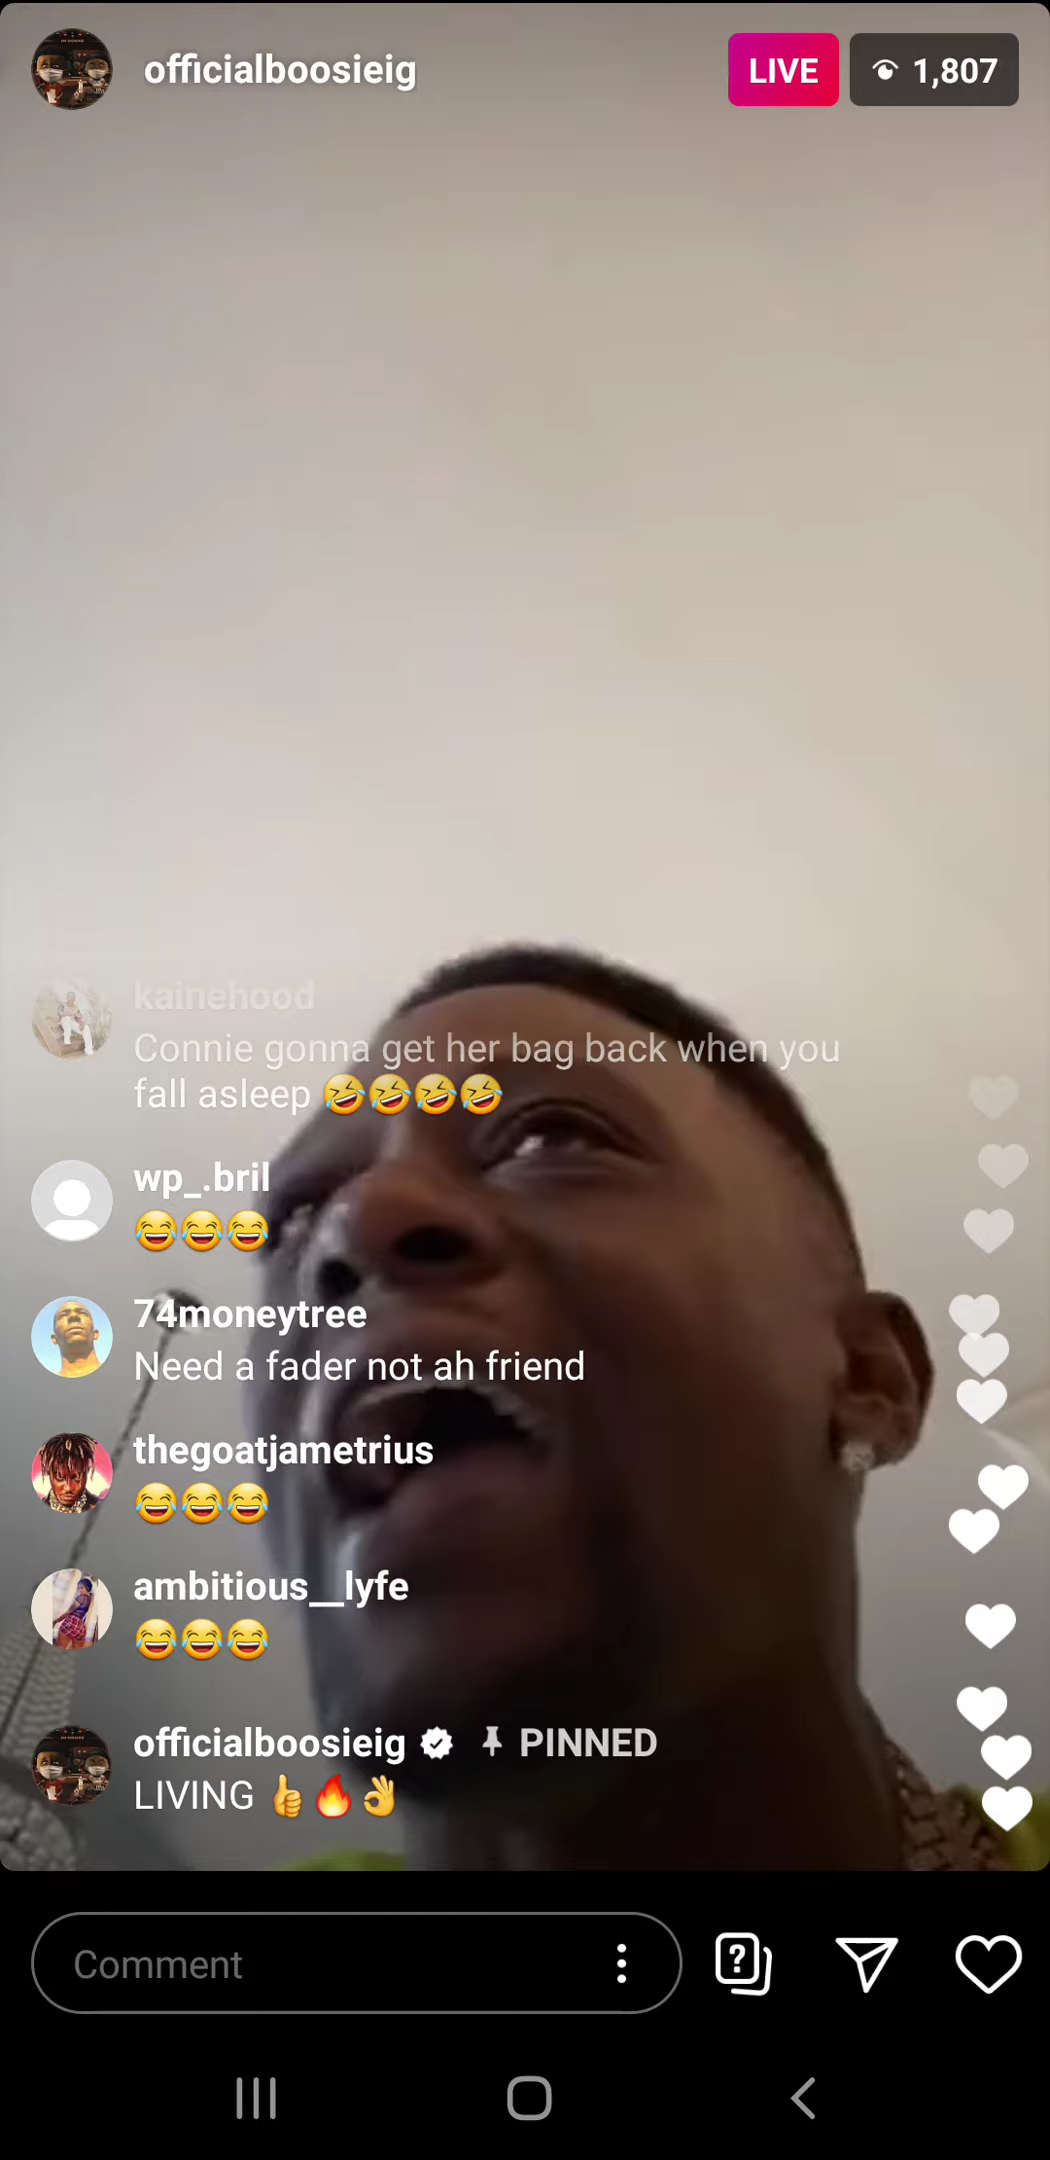 officialboosieig
LIVE
1,807
kainehood
Connie gonna get her bag back when you
fall asleep 🤣🤣🤣🤣
wp_.bril
😂😂😂
74moneytree
Need a fader not ah friend
thegoatjametrius
😂😂😂
ambitious__lyfe
😂😂😂
officialboosieig PINNED
LIVING 👍🔥👌
Comment